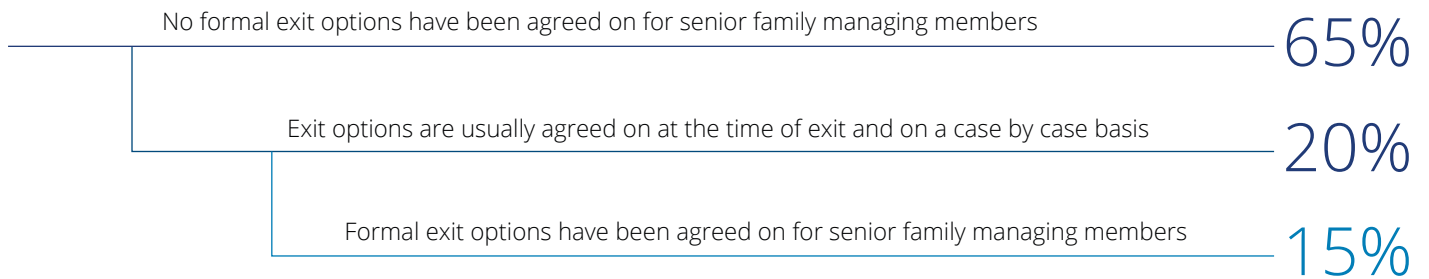 No formal exit options have been agreed on for senior family managing members
65%
Exit options are usually agreed on at the time of exit and on a case by case basis
20%
Formal exit options have been agreed on for senior family managing members
15%